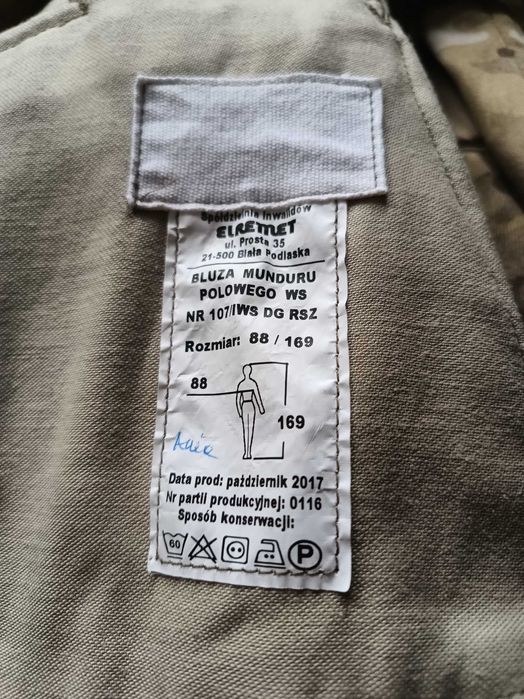 Spółdzielnia Inwalidów
ELREMET
ul. Prosta 35
21-500 Biała Podlaska
BLUZA MUNDURU
POLOWEGO WS
NR 107/IWS DG RSZ
Rozmiar: 88 / 169
88
169
Data prod: październik 2017
Nr partii produkcyjnej: 0116
Sposób konserwacji:
60 P